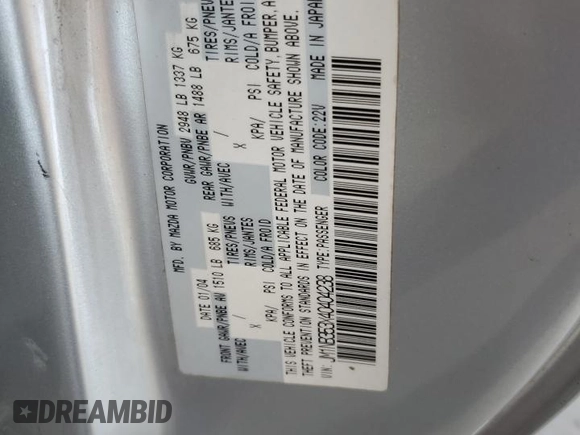 MFD. BY MAZDA MOTOR CORPORATION
DATE 01/04 GVWR/PNBV 2948 LB 1337 KG
FRONT GAWR/PNBE AV 1510 LB 685 KG REAR GAWR/PNBE AR 1488 LB 675 KG
WITH/AVEC TIRES/PNEUS WITH/AVEC TIRES/PNEU
X RIMS/JANTES X RIMS/JANTE
KPA/ PSI COLD/A FROID KPA/ PSI COLD/A FROI
THIS VEHICLE CONFORMS TO ALL APPLICABLE FEDERAL MOTOR VEHICLE SAFETY, BUMPER, A
THEFT PREVENTION STANDARDS IN EFFECT ON THE DATE OF MANUFACTURE SHOWN ABOVE.
VIN: TYPE:PASSENGER COLOR CODE:22V MADE IN JAPAN
DREAMBID